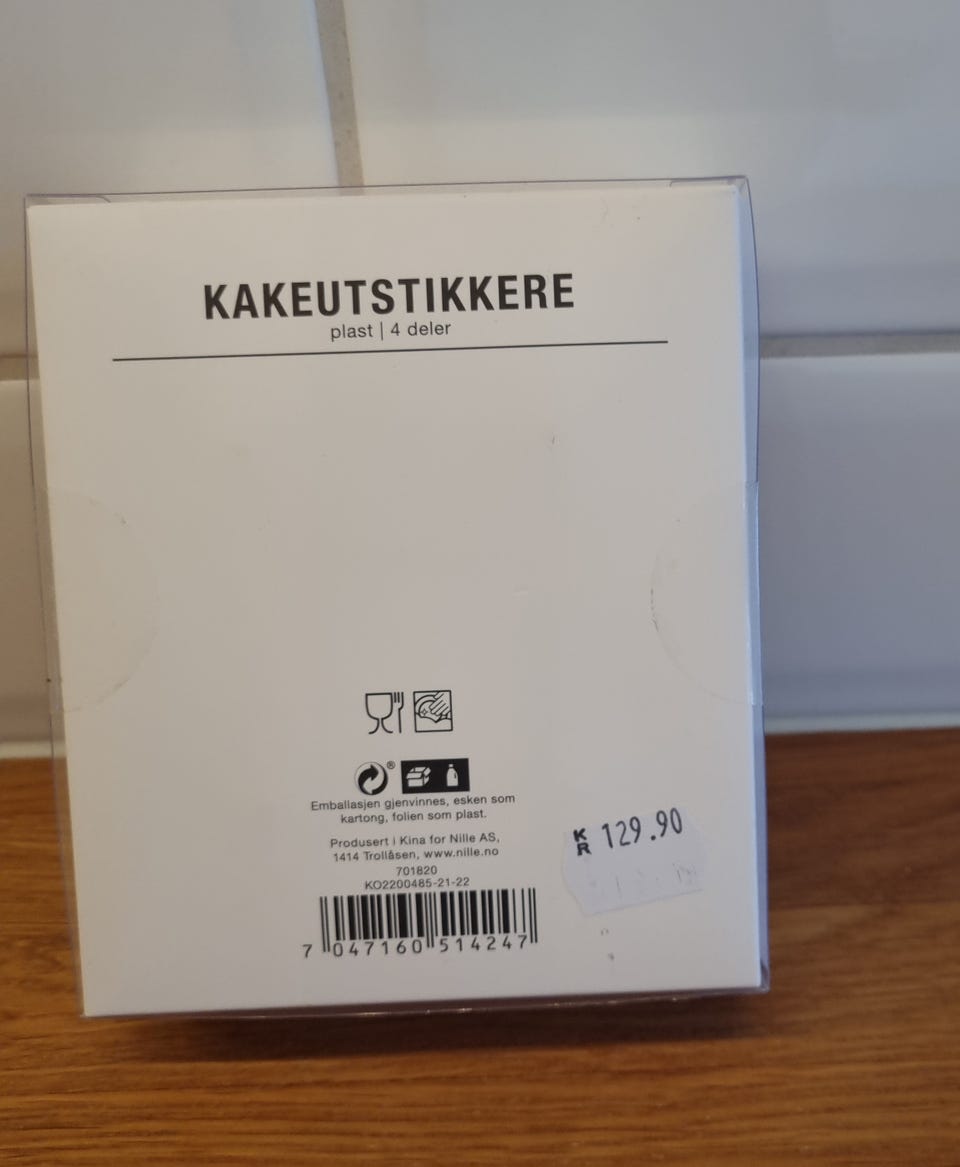 KAKEUTSTIKKERE
plast | 4 deler
®
Emballasjen gjenvinnes, esken som
kartong, folien som plast.
Produsert i Kina for Nille AS,
1414 Trollåsen, www.nille.no
701820
KO2200485-21-22
7 047160 514247
KR 129.90